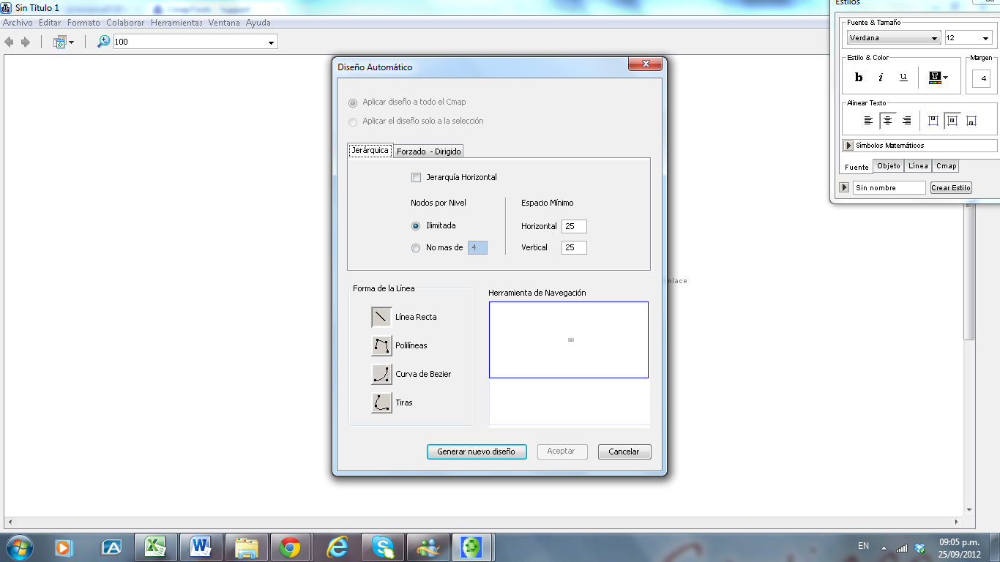 Sin Título 1
Archivo Editar Formato Colaborar Herramientas Ventana Ayuda
100
Estilos
Fuente & Tamaño
Verdana
12
Estilo & Color
Margen
b i u T
4
Alinear Texto
Símbolos Matemáticos
Fuente Objeto Línea Cmap
Sin nombre
Crear Estilo
Diseño Automático
Aplicar diseño a todo el Cmap
Aplicar el diseño solo a la selección
Jerárquica
Forzado - Dirigido
Jerarquía Horizontal
Nodos por Nivel
Espacio Mínimo
Ilimitada
Horizontal 25
No mas de 4
Vertical 25
nlace
Forma de la Línea
Herramienta de Navegación
Línea Recta
Polilíneas
Curva de Bezier
Tiras
Generar nuevo diseño
Aceptar
Cancelar
EN
09:05 p.m.
25/09/2012